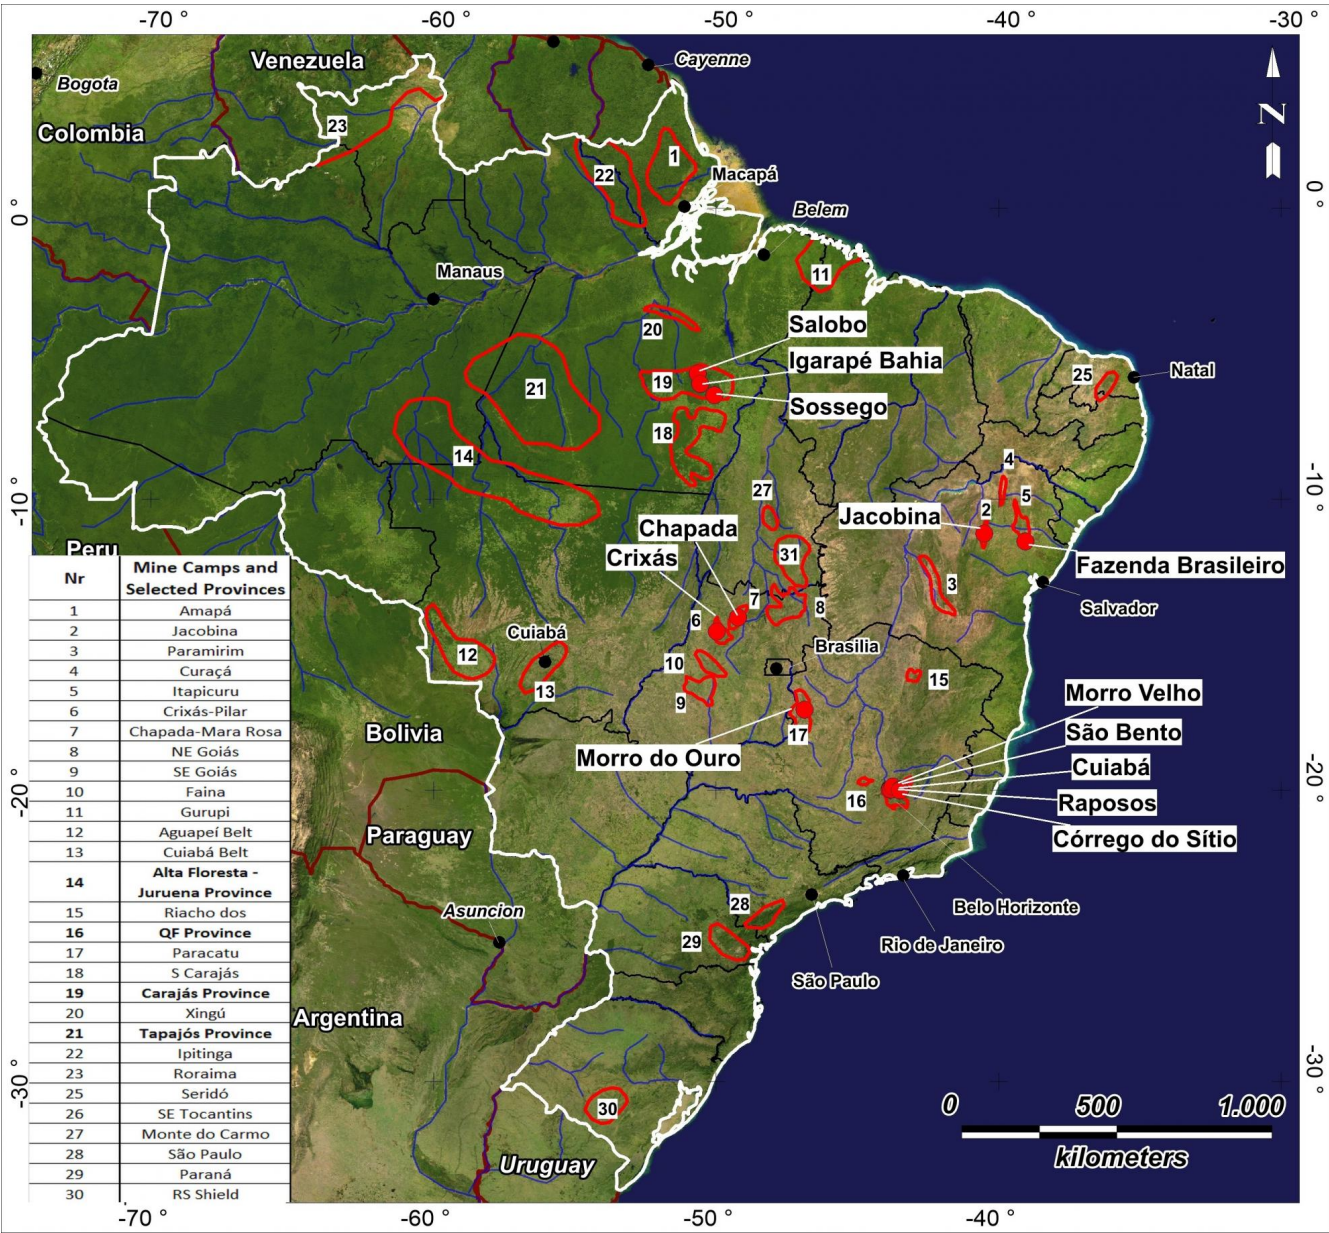 -70 °
-60 °
-50 °
-40 °
-30 °
Venezuela
Cayenne
Bogota
Colombia
23
1
22
Macapá
0 °
0 °
Belem
Manaus
11
20
Salobo
Igarapé Bahia
Sossego
19
21
25
Natal
18
14
4
27
5
2
-10 °
-10 °
Jacobina
Chapada
Crixás
Fazenda Brasileiro
Peru
31
3
7
8
6
Salvador
Cuiabá
Brasilia
12
10
15
13
9
Morro Velho
Bolivia
17
São Bento
Morro do Ouro
Cuiabá
-20 °
-20 °
16
Raposos
Paraguay
Córrego do Sítio
28
Asuncion
Belo Horizonte
29
Rio de Janeiro
São Paulo
Argentina
-30 °
-30 °
30
0 500 1.000
kilometers
Uruguay
Nr Mine Camps and
Selected Provinces
1 Amapá
2 Jacobina
3 Paramirim
4 Curaçá
5 Itapicuru
6 Crixás-Pilar
7 Chapada-Mara Rosa
8 NE Goiás
9 SE Goiás
10 Faina
11 Gurupi
12 Aguapeí Belt
13 Cuiabá Belt
14 Alta Floresta -
Juruena Province
15 Riacho dos
16 QF Province
17 Paracatu
18 S Carajás
19 Carajás Province
20 Xingú
21 Tapajós Province
22 Ipitinga
23 Roraima
25 Seridó
26 SE Tocantins
27 Monte do Carmo
28 São Paulo
29 Paraná
30 RS Shield
-70 °
-60 °
-50 °
-40 °
-30 °
N